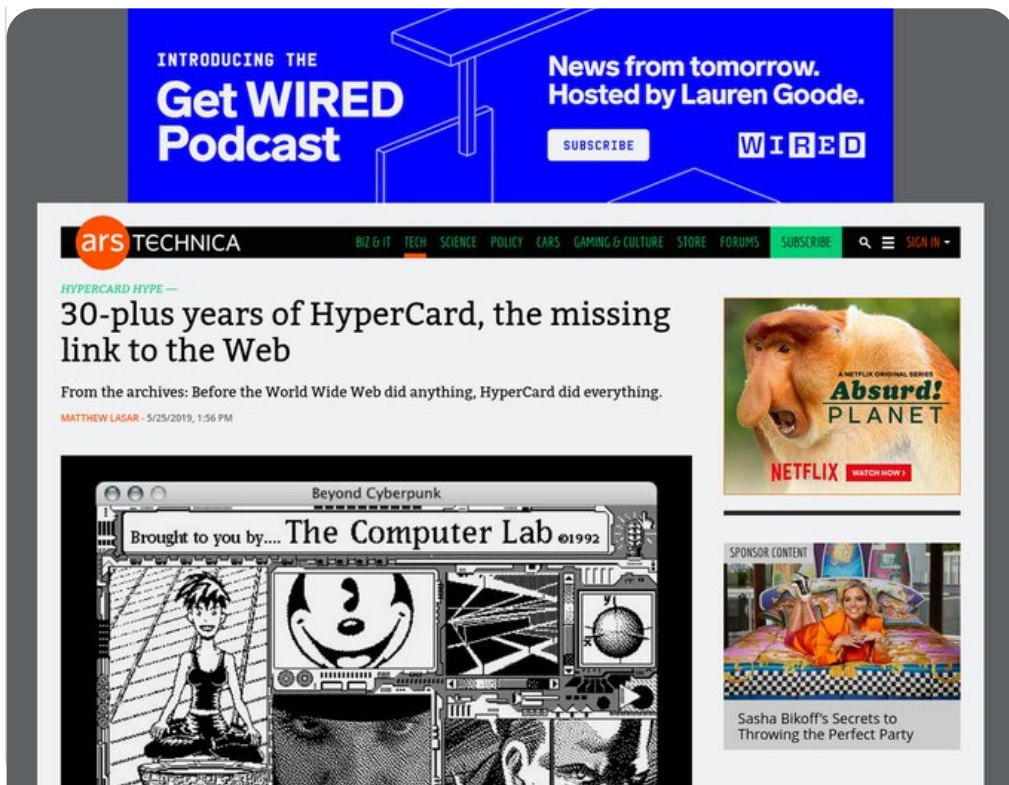 INTRODUCING THE
Get WIRED
Podcast
News from tomorrow.
Hosted by Lauren Goode.
SUBSCRIBE
WIRED
ars TECHNICA
BIZ & IT TECH SCIENCE POLICY CARS GAMING & CULTURE STORE FORUMS SUBSCRIBE SIGN IN
HYPERCARD HYPE —
30-plus years of HyperCard, the missing
link to the Web
From the archives: Before the World Wide Web did anything, HyperCard did everything.
MATTHEW LASAR - 5/25/2019, 1:56 PM
Beyond Cyberpunk
Brought to you by.... The Computer Lab ©1992
y
x
A NETFLIX ORIGINAL SERIES
Absurd!
PLANET
NETFLIX WATCH NOW >
SPONSOR CONTENT
Sasha Bikoff's Secrets to
Throwing the Perfect Party